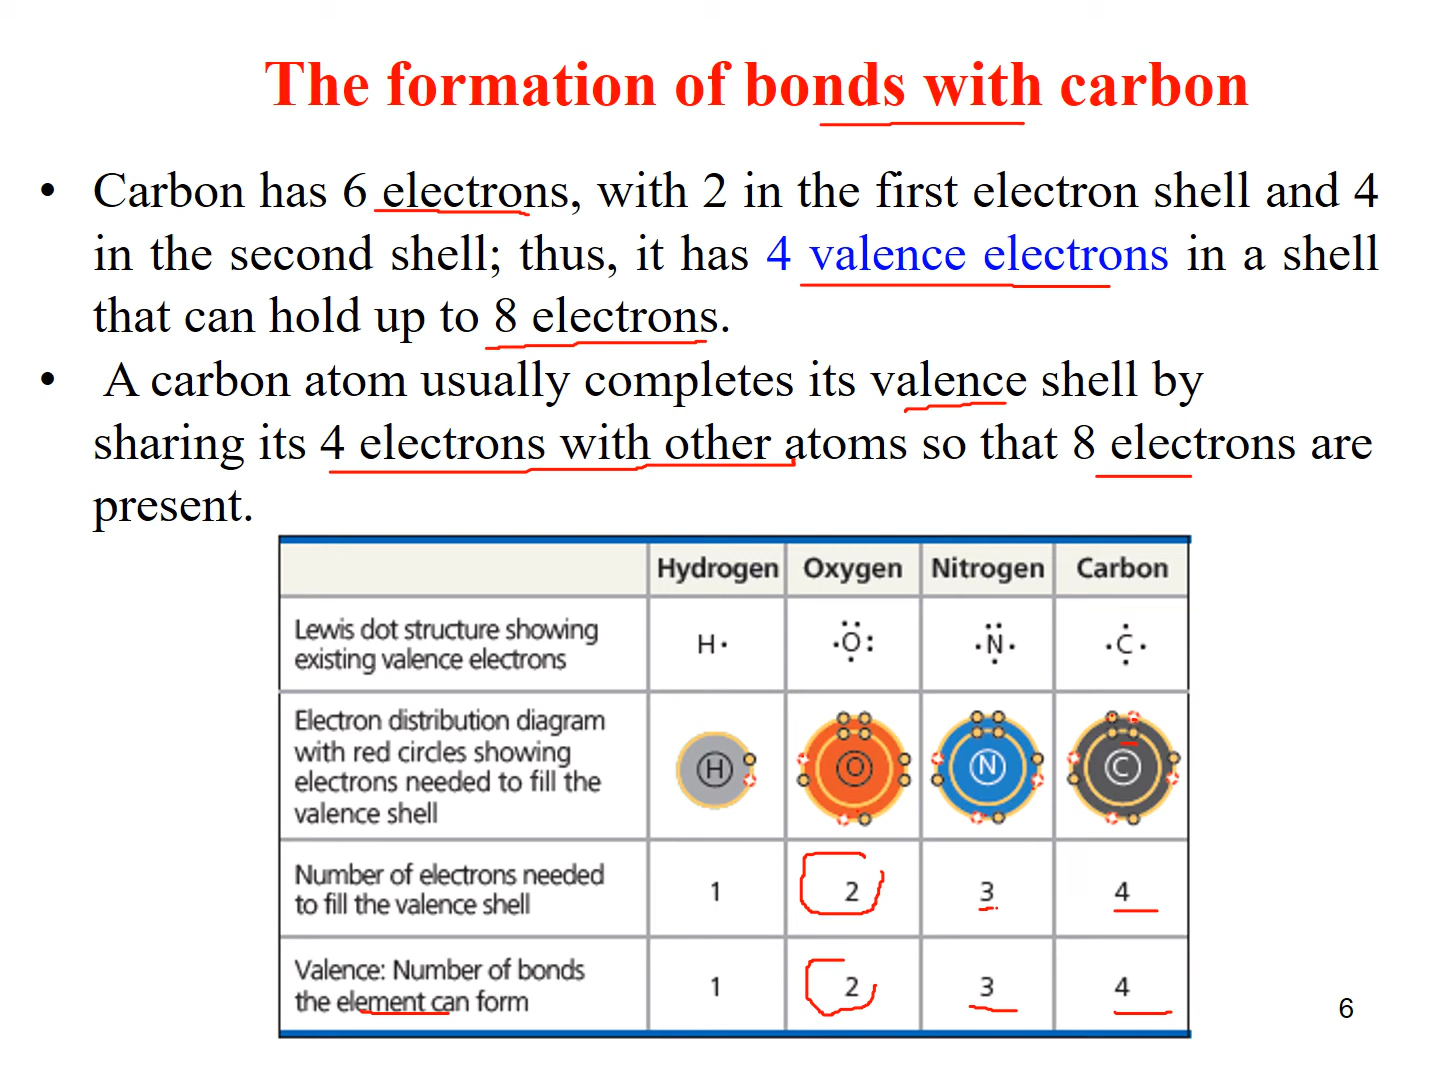 The formation of bonds with carbon
• Carbon has 6 electrons, with 2 in the first electron shell and 4
in the second shell; thus, it has 4 valence electrons in a shell
that can hold up to 8 electrons.
• A carbon atom usually completes its valence shell by
sharing its 4 electrons with other atoms so that 8 electrons are
present.
Hydrogen Oxygen Nitrogen Carbon
Lewis dot structure showing
existing valence electrons
H· ·O: ·N· ·C·
Electron distribution diagram
with red circles showing
electrons needed to fill the
valence shell
H O N C
Number of electrons needed
to fill the valence shell
1 2 3 4
Valence: Number of bonds
the element can form
1 2 3 4
6